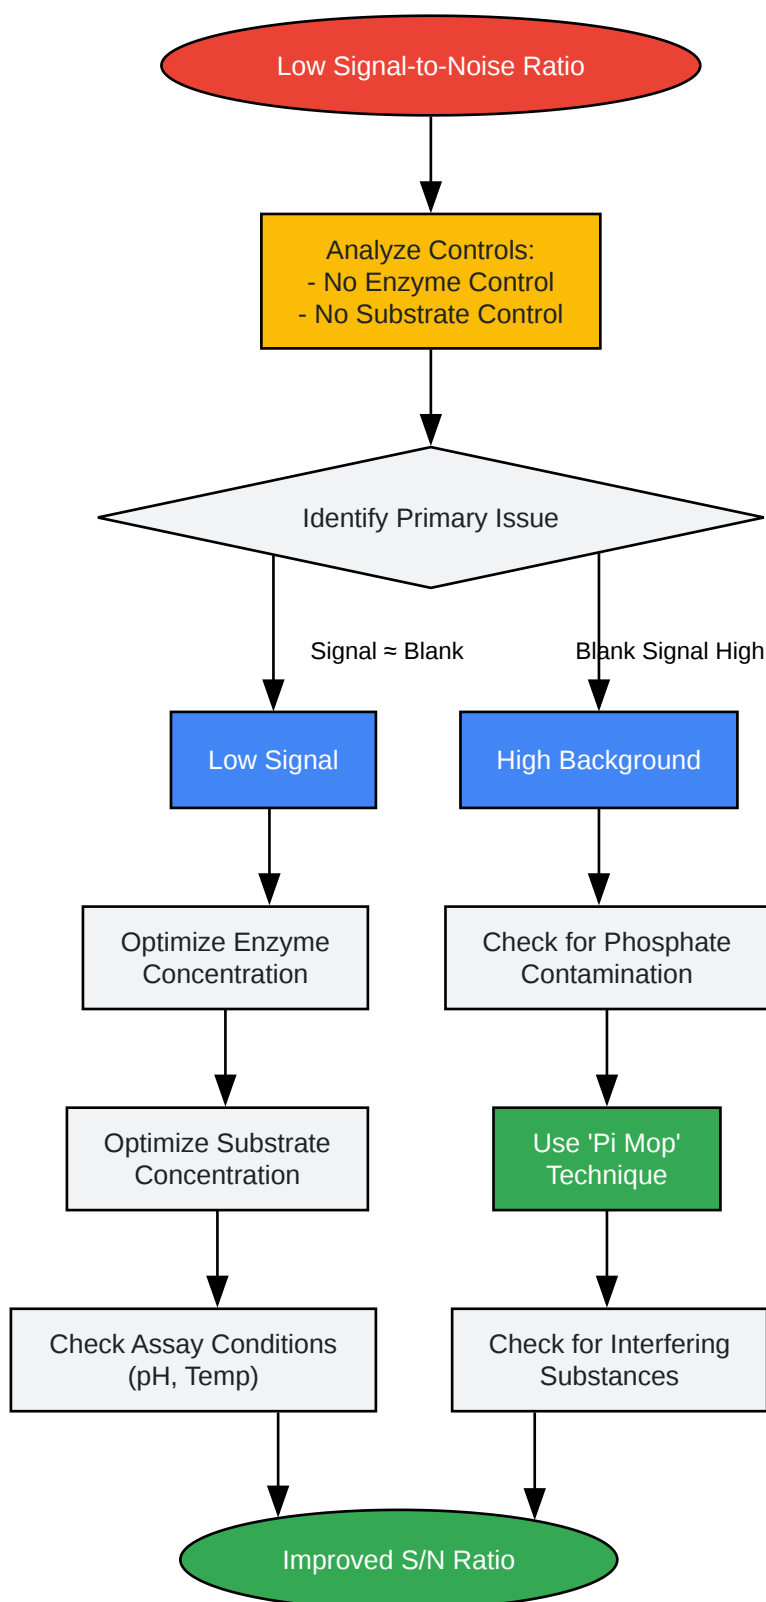 Low Signal-to-Noise Ratio
Analyze Controls:
- No Enzyme Control
- No Substrate Control
Identify Primary Issue
Signal ≈ Blank
Blank Signal High
Low Signal
High Background
Optimize Enzyme
Concentration
Check for Phosphate
Contamination
Optimize Substrate
Concentration
Use 'Pi Mop'
Technique
Check Assay Conditions
(pH, Temp)
Check for Interfering
Substances
Improved S/N Ratio